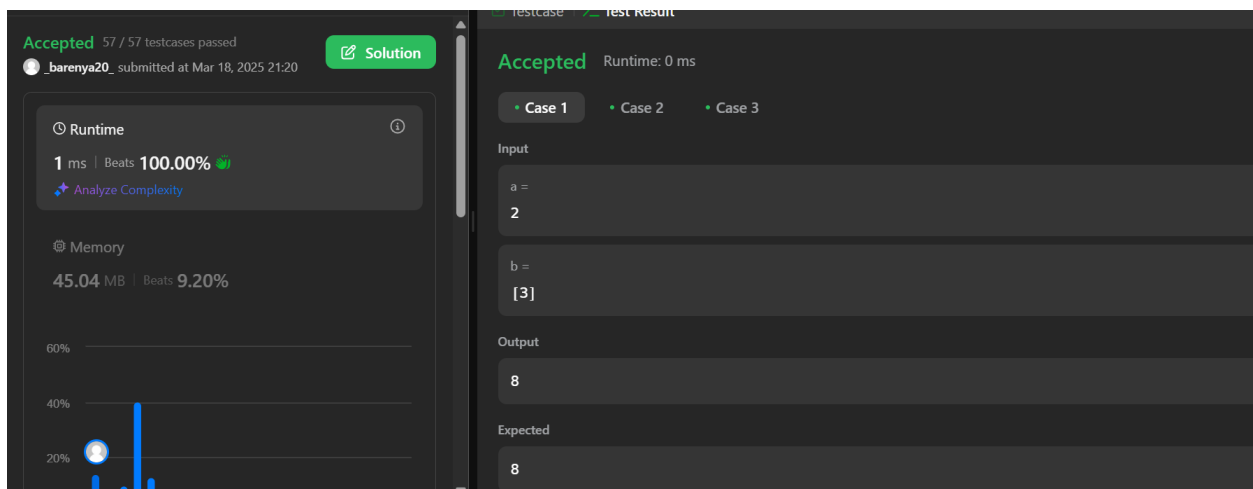 Testcase >_ Test Result
Accepted 57 / 57 testcases passed
_barenya20_ submitted at Mar 18, 2025 21:20
Solution
Runtime
1 ms | Beats 100.00%
Analyze Complexity
Memory
45.04 MB | Beats 9.20%
60%
40%
20%
Accepted Runtime: 0 ms
• Case 1 • Case 2 • Case 3
Input
a =
2
b =
[3]
Output
8
Expected
8